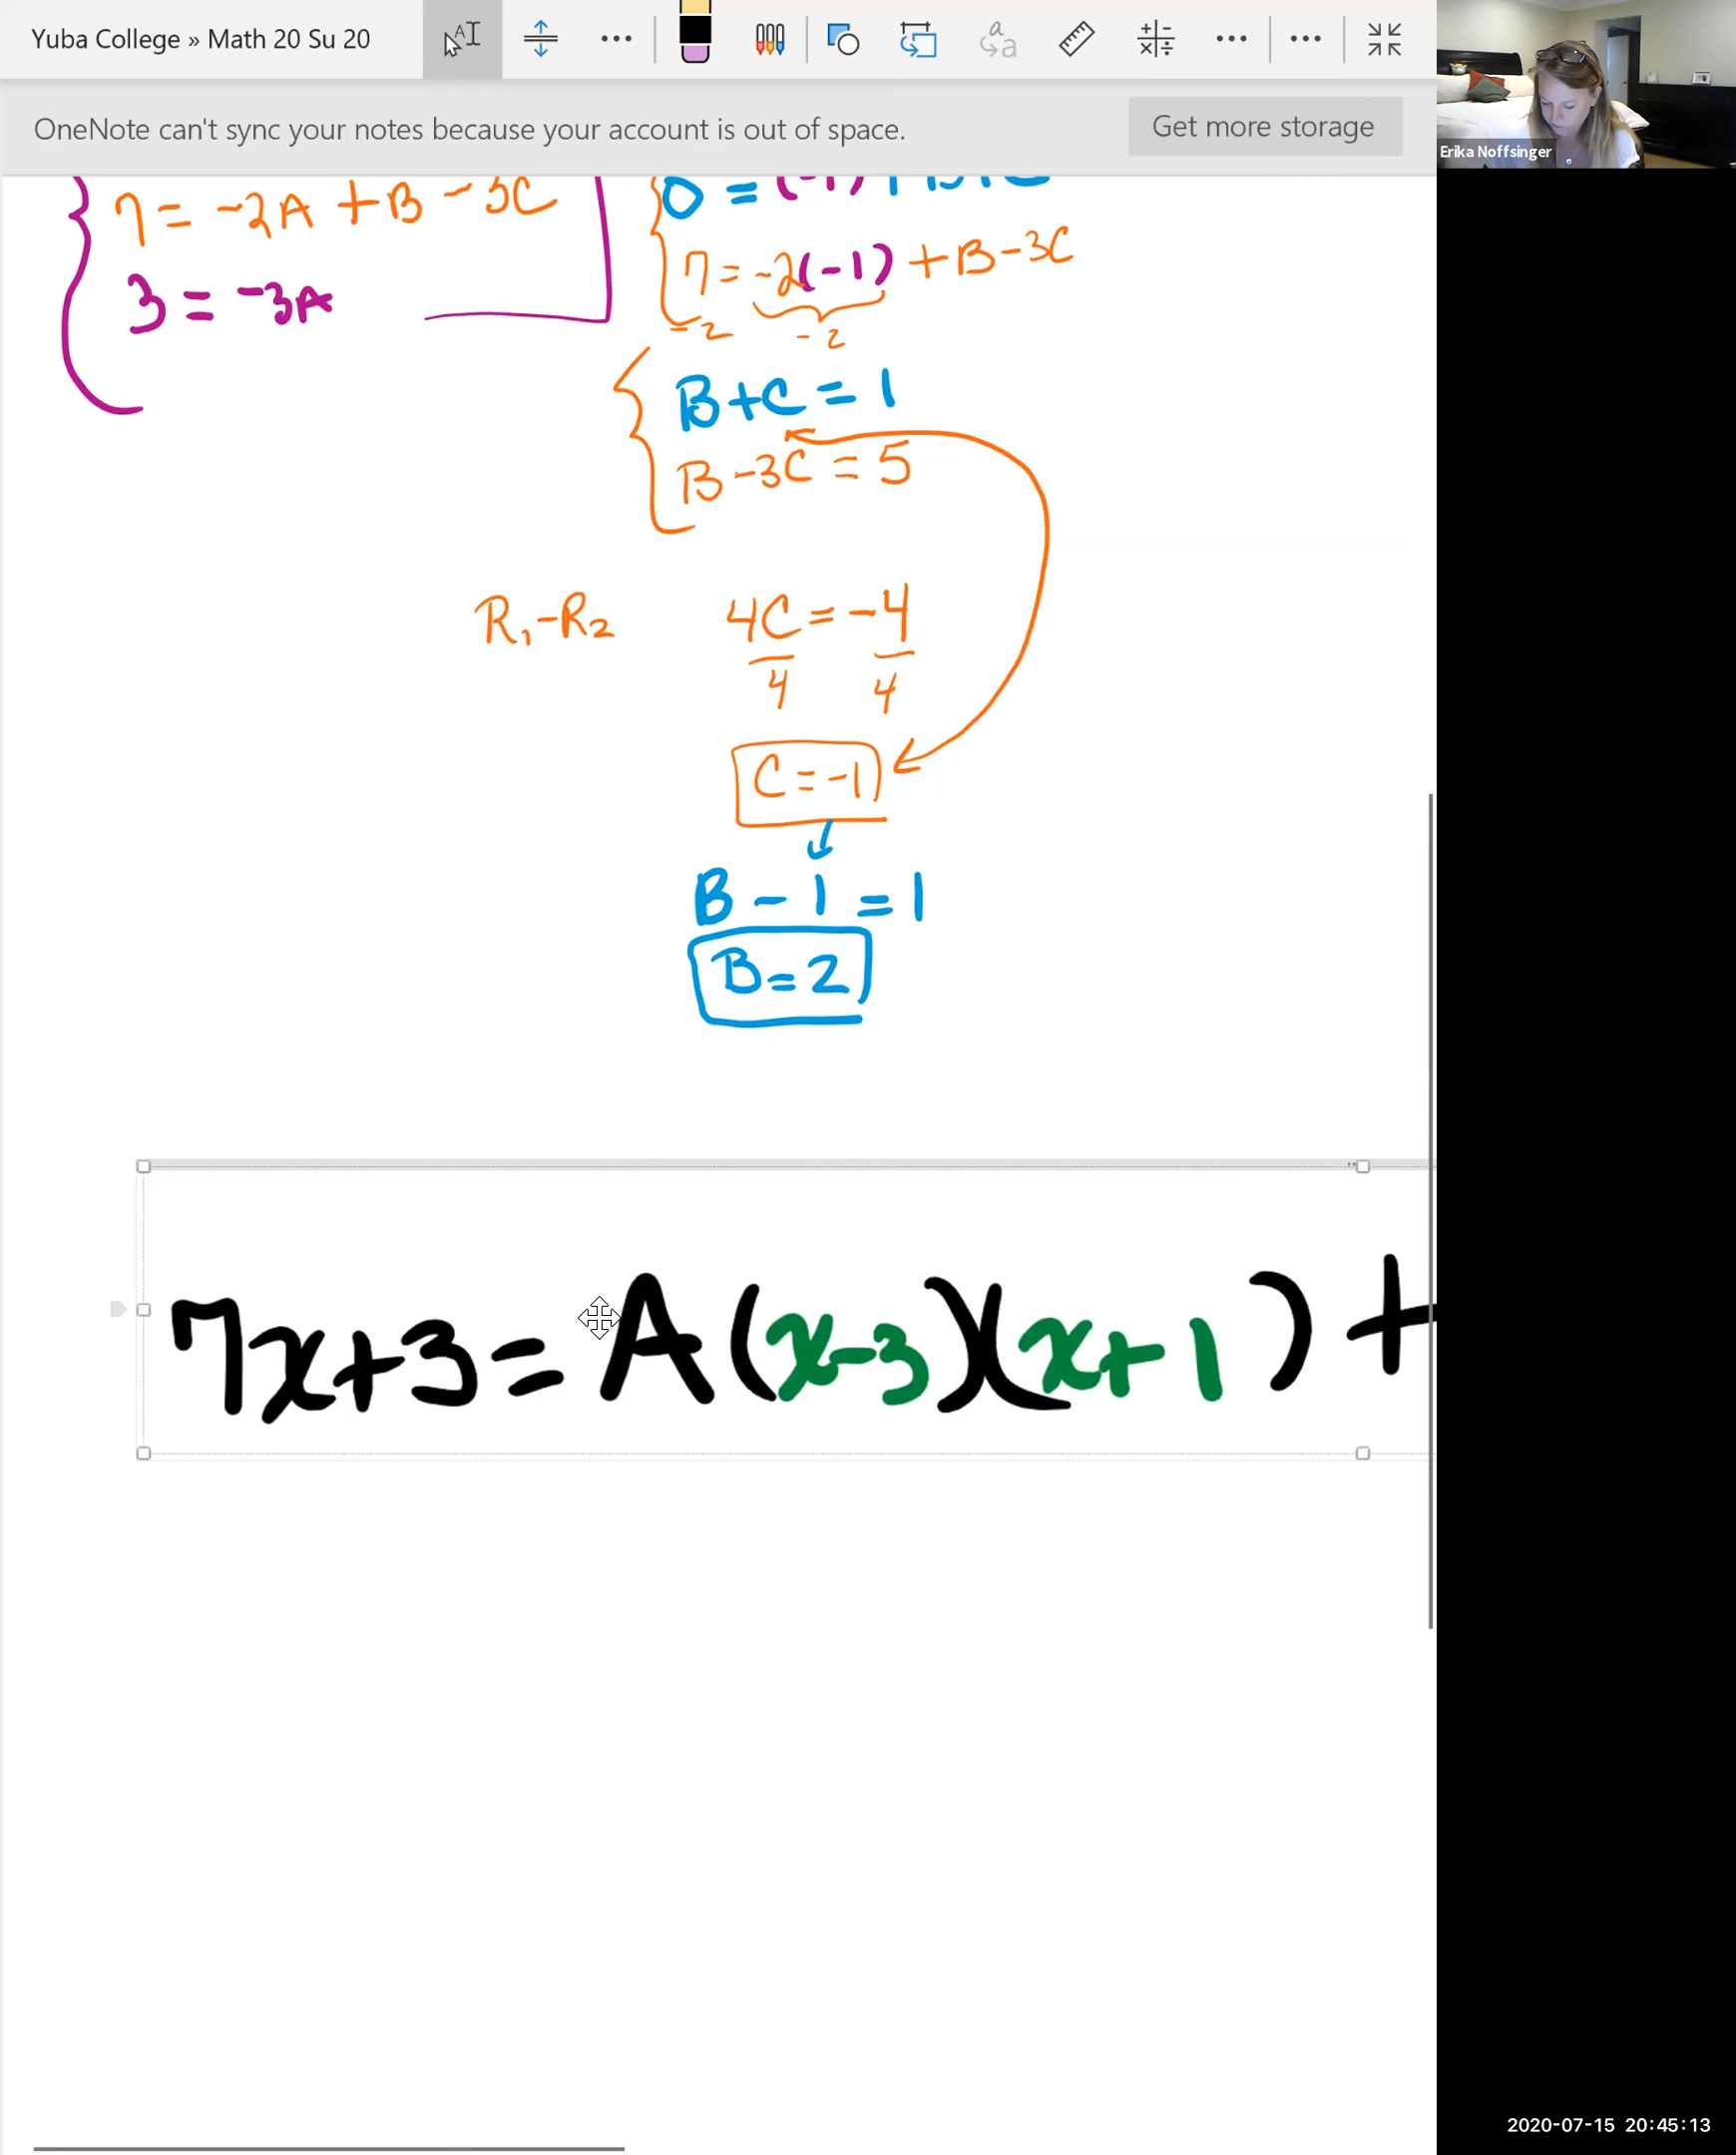 Yuba College » Math 20 Su 20
OneNote can't sync your notes because your account is out of space.
Get more storage
Erika Noffsinger
7 = -2A + B - 3C
3 = -3A
7 = -2(-1) + B - 3C
-2
-2
B + C = 1
B - 3C = 5
R₁ - R₂
4C = -4
4 4
C = -1
B - 1 = 1
B = 2
7x+3 = A(x-3)(x+1) +
2020-07-15 20:45:13